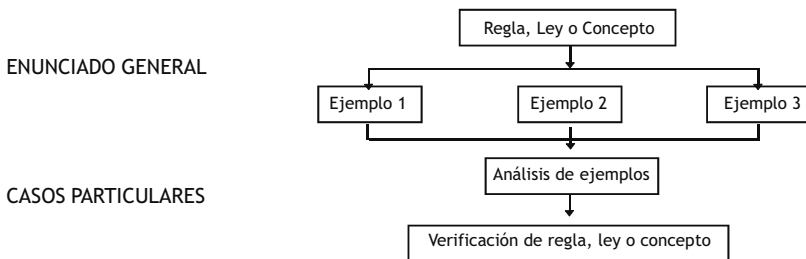 Regla, Ley o Concepto
ENUNCIADO GENERAL
Ejemplo 1
Ejemplo 2
Ejemplo 3
Análisis de ejemplos
CASOS PARTICULARES
Verificación de regla, ley o concepto